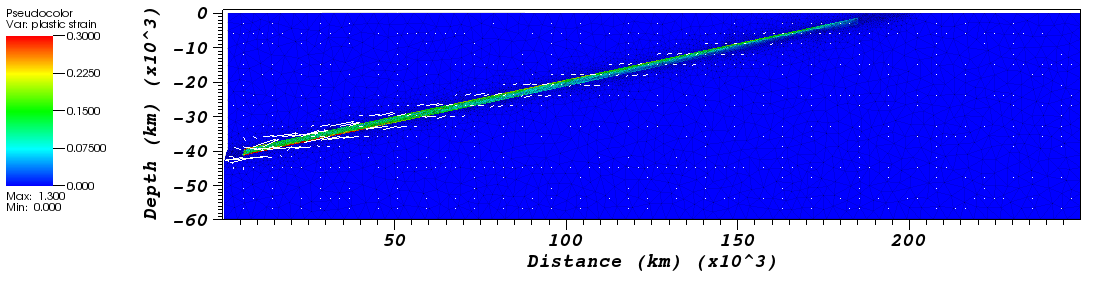 Pseudocolor
Var: plastic strain
0.3000
0.2250
0.1500
0.07500
0.000
Max: 1.300
Min: 0.000
Depth (km) (x10^3)
0
-10
-20
-30
-40
-50
-60
50 100 150 200
Distance (km) (x10^3)